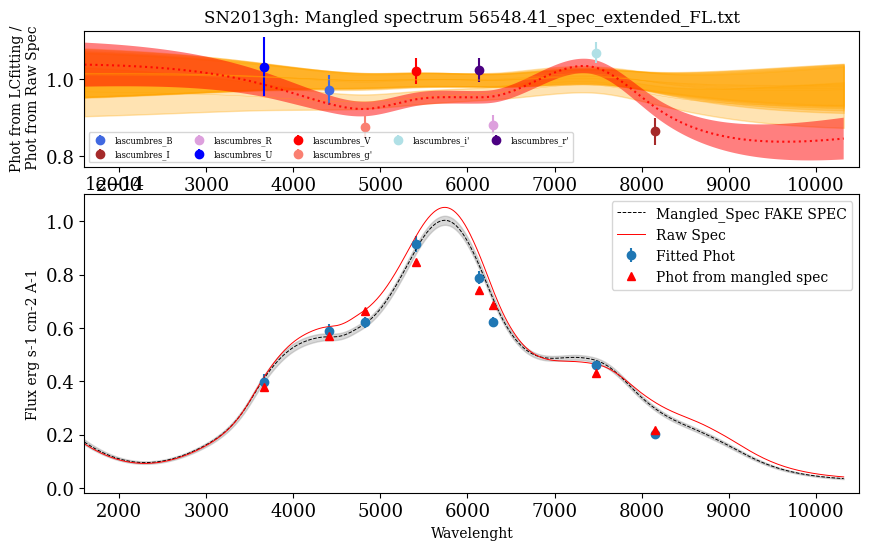 SN2013gh: Mangled spectrum 56548.41_spec_extended_FL.txt
Phot from LCfitting /
Phot from Raw Spec
1.0
0.8
lascumbres_B
lascumbres_R
lascumbres_V
lascumbres_i'
lascumbres_r'
lascumbres_I
lascumbres_U
lascumbres_g'
2000 3000 4000 5000 6000 7000 8000 9000 10000
1e−14
Flux erg s-1 cm-2 A-1
1.0
0.8
0.6
0.4
0.2
0.0
Mangled_Spec FAKE SPEC
Raw Spec
Fitted Phot
Phot from mangled spec
2000 3000 4000 5000 6000 7000 8000 9000 10000
Wavelenght